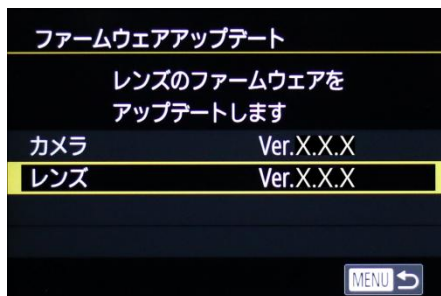 ファームウェアアップデート
レンズのファームウェアを
アップデートします
カメラ Ver.X.X.X
レンズ Ver.X.X.X
MENU